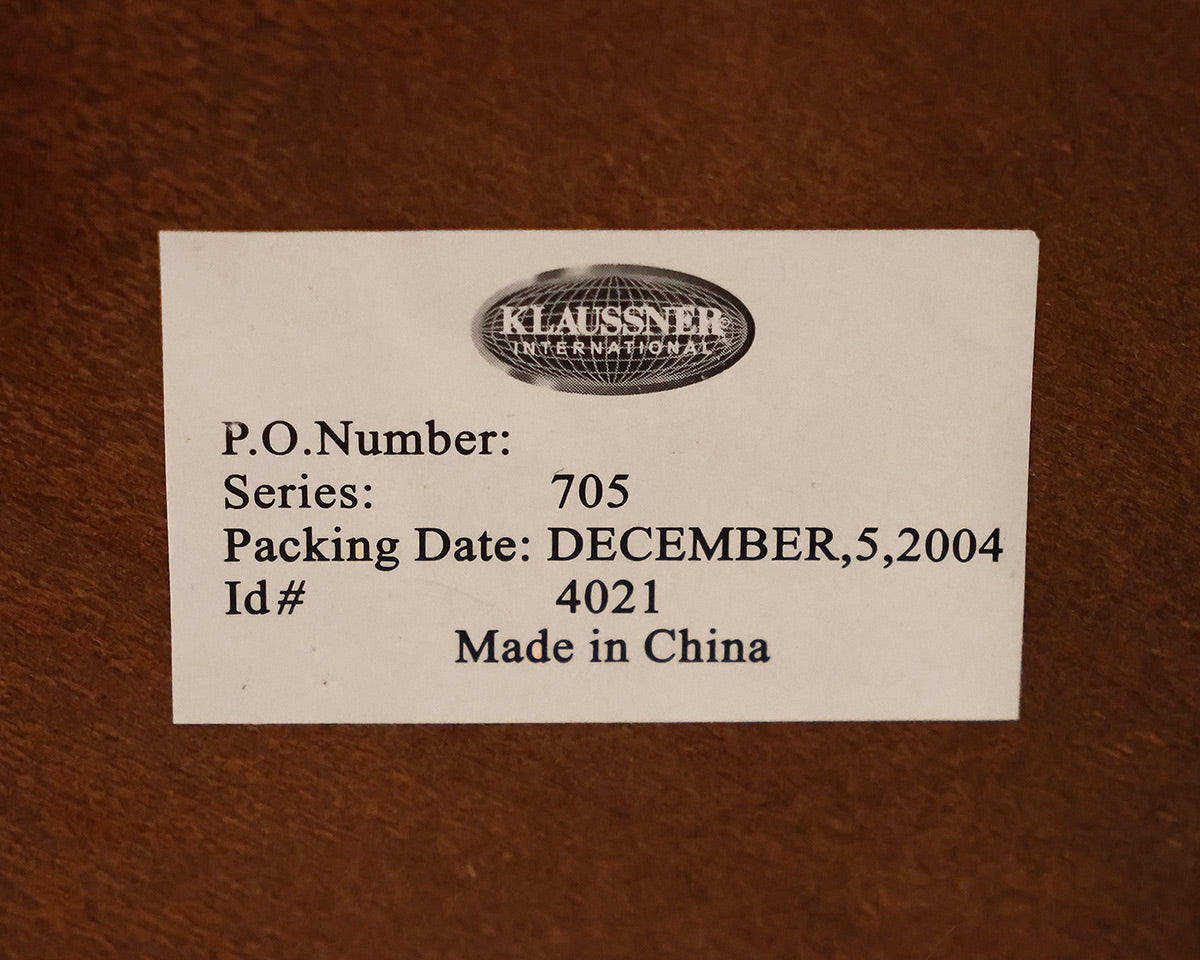 KLAUSSNER
INTERNATIONAL
P.O.Number:
Series: 705
Packing Date: DECEMBER,5,2004
Id# 4021
Made in China